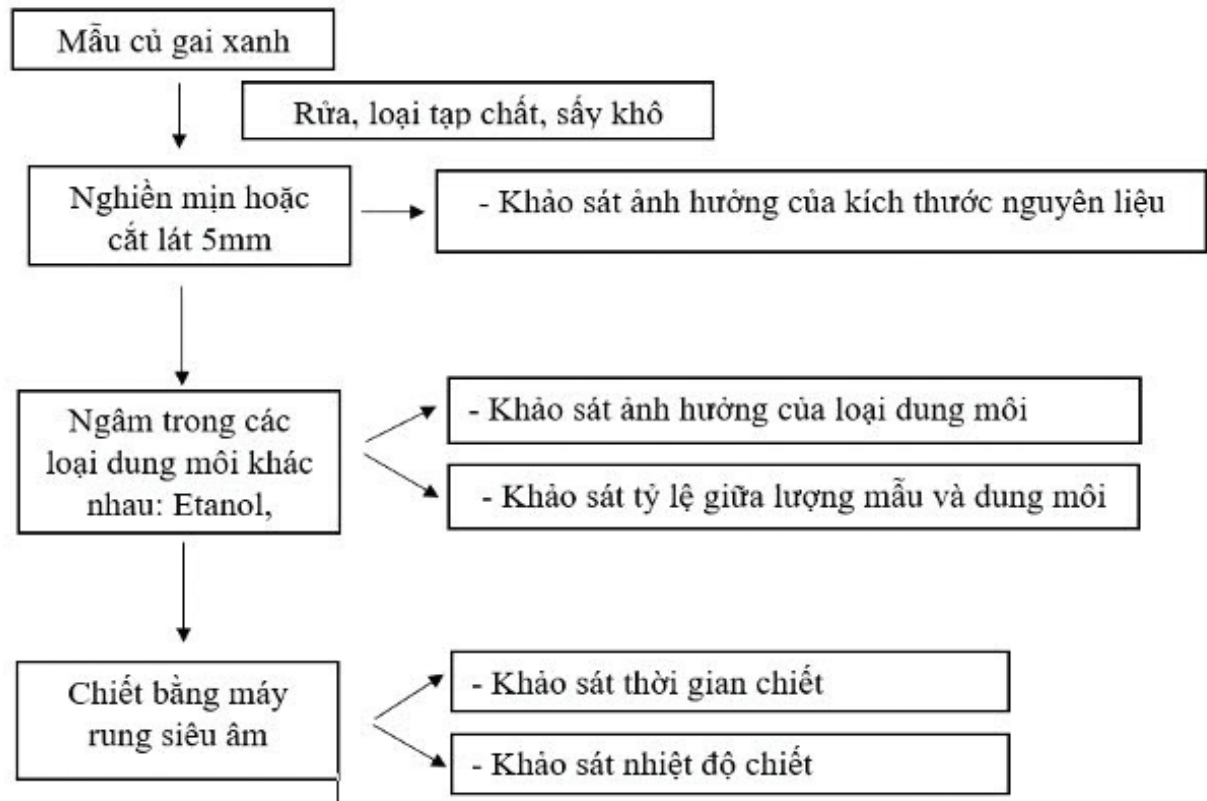 Mẫu củ gai xanh
Rửa, loại tạp chất, sấy khô
Nghiền mịn hoặc
cắt lát 5mm
- Khảo sát ảnh hưởng của kích thước nguyên liệu
Ngâm trong các
loại dung môi khác
nhau: Etanol,
- Khảo sát ảnh hưởng của loại dung môi
- Khảo sát tỷ lệ giữa lượng mẫu và dung môi
Chiết bằng máy
rung siêu âm
- Khảo sát thời gian chiết
- Khảo sát nhiệt độ chiết